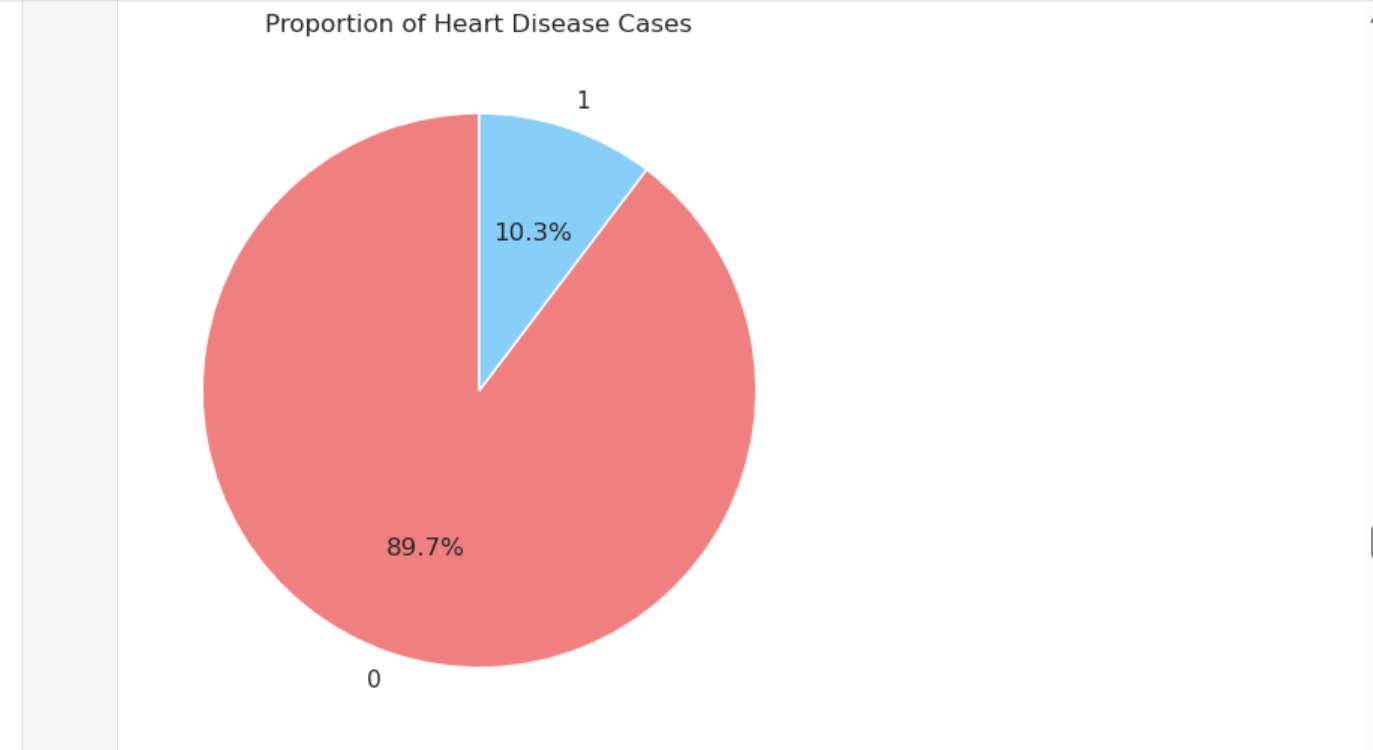 Proportion of Heart Disease Cases
1
10.3%
89.7%
0